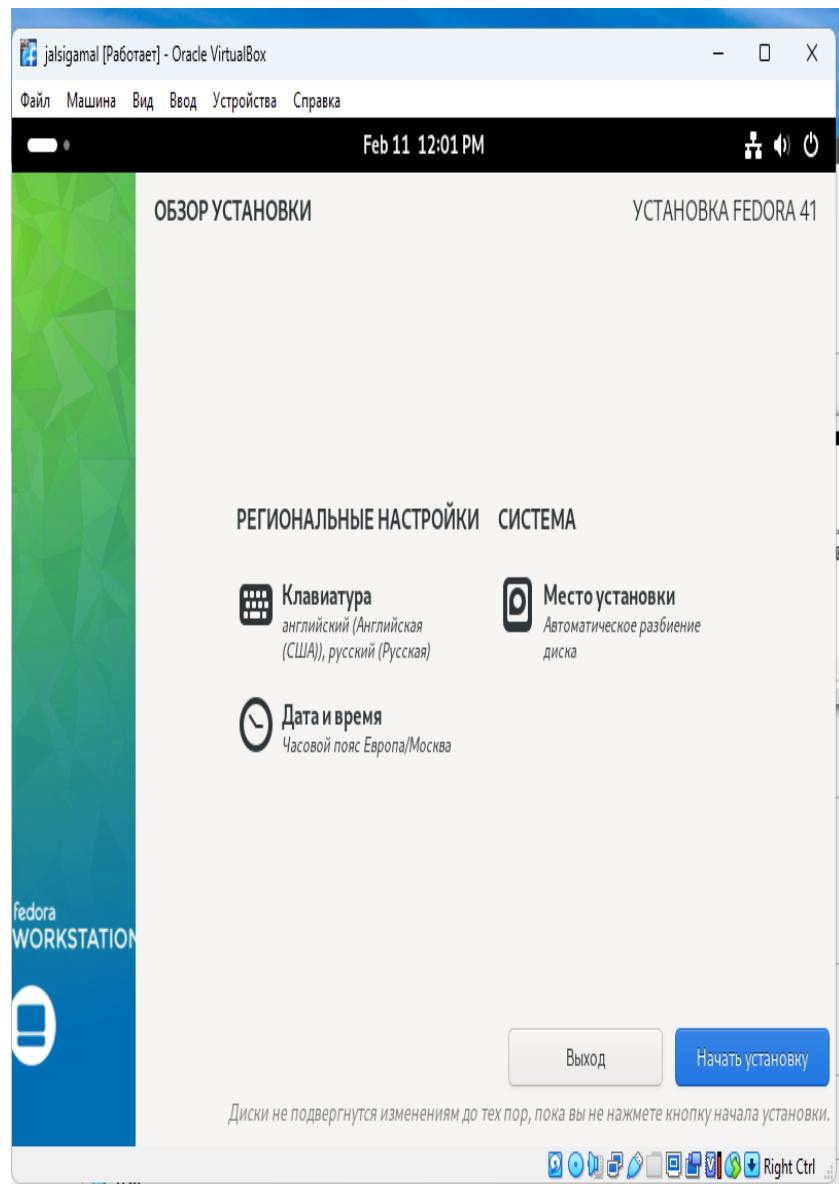 jalsigamal [Работает] - Oracle VirtualBox
Файл Машина Вид Ввод Устройства Справка
Feb 11 12:01 PM
ОБЗОР УСТАНОВКИ
УСТАНОВКА FEDORA 41
РЕГИОНАЛЬНЫЕ НАСТРОЙКИ
СИСТЕМА
Клавиатура
английский (Английская
(США)), русский (Русская)
Место установки
Автоматическое разбиение
диска
Дата и время
Часовой пояс Европа/Москва
fedora
WORKSTATION
Выход
Начать установку
Диски не подвергнутся изменениям до тех пор, пока вы не нажмете кнопку начала установки.
Right Ctrl